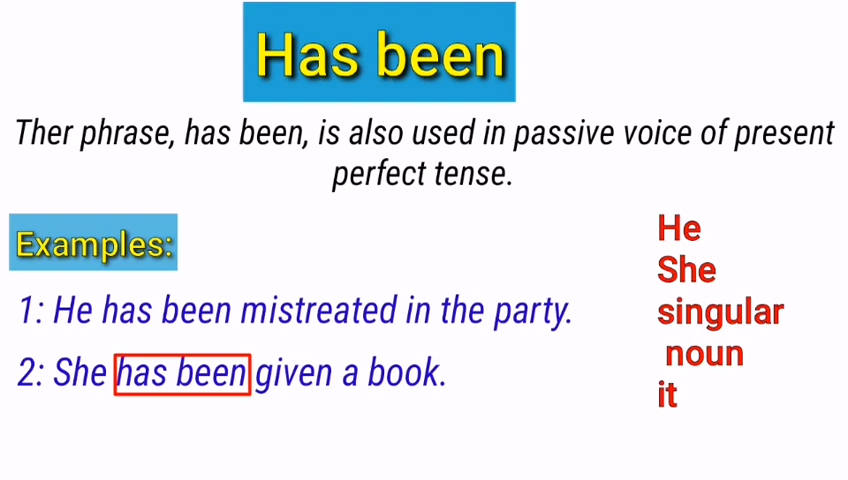 Has been
Ther phrase, has been, is also used in passive voice of present
perfect tense.
Examples:
1: He has been mistreated in the party.
2: She has been given a book.
He
She
singular
noun
it